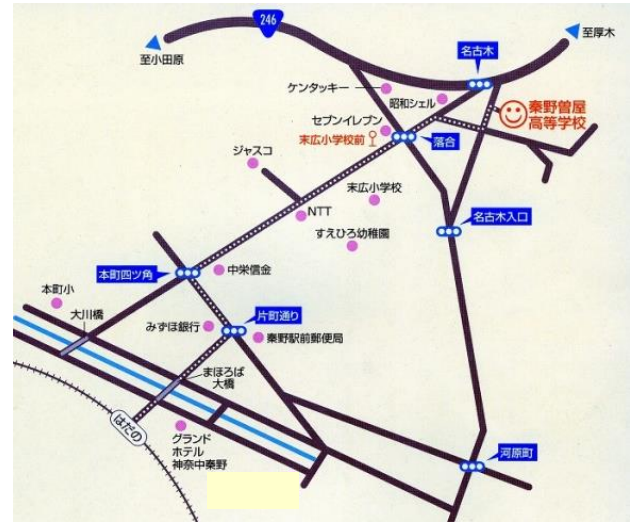 246
至厚木
至小田原
名古木
ケンタッキー
昭和シェル
秦野曽屋
高等学校
セブンイレブン
末広小学校前
落合
ジャスコ
末広小学校
NTT
名古木入口
すえひろ幼稚園
本町四ツ角
中栄信金
本町小
大川橋
片町通り
みずほ銀行
秦野駅前郵便局
まほろば
大橋
はだの
グランド
ホテル
神奈中秦野
河原町